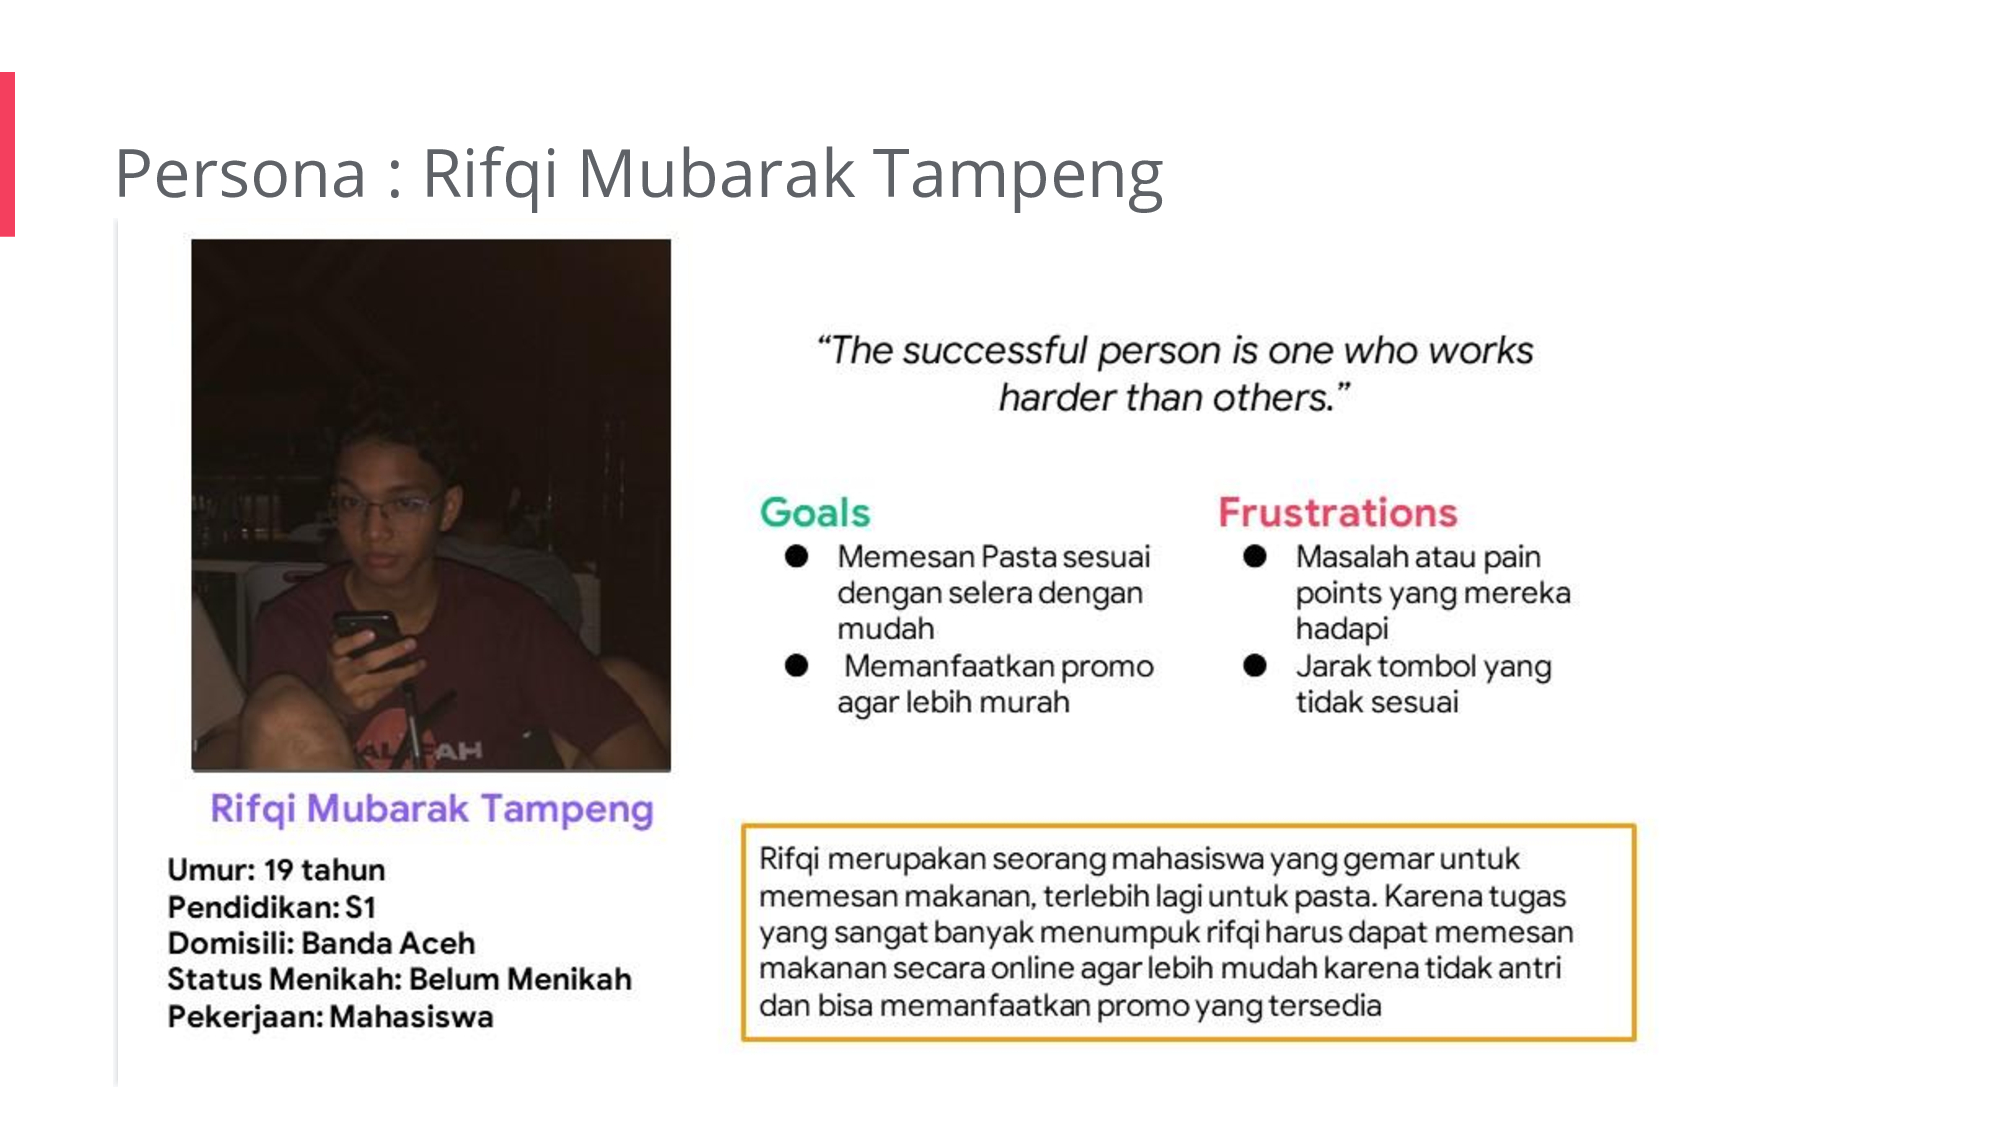 Persona : Rifqi Mubarak Tampeng
“The successful person is one who works
harder than others.”
Goals
● Memesan Pasta sesuai
dengan selera dengan
mudah
● Memanfaatkan promo
agar lebih murah
Frustrations
● Masalah atau pain
points yang mereka
hadapi
● Jarak tombol yang
tidak sesuai
Rifqi Mubarak Tampeng
Umur: 19 tahun
Pendidikan: S1
Domisili: Banda Aceh
Status Menikah: Belum Menikah
Pekerjaan: Mahasiswa
Rifqi merupakan seorang mahasiswa yang gemar untuk
memesan makanan, terlebih lagi untuk pasta. Karena tugas
yang sangat banyak menumpuk rifqi harus dapat memesan
makanan secara online agar lebih mudah karena tidak antri
dan bisa memanfaatkan promo yang tersedia